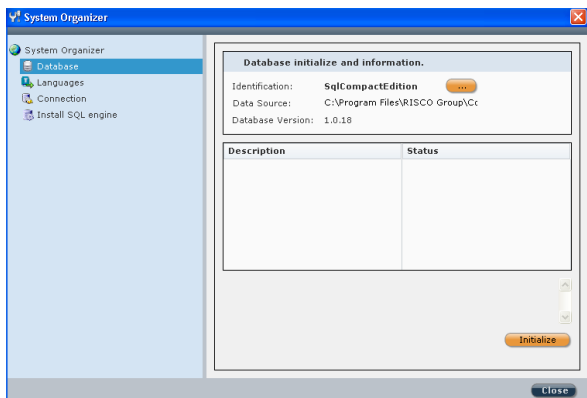 System Organizer
System Organizer
Database
Languages
Connection
Install SQL engine
Database initialize and information.
Identification: SqlCompactEdition ...
Data Source: C:\Program Files\RISCO Group\Cc
Database Version: 1.0.18
Description Status
Initialize
Close